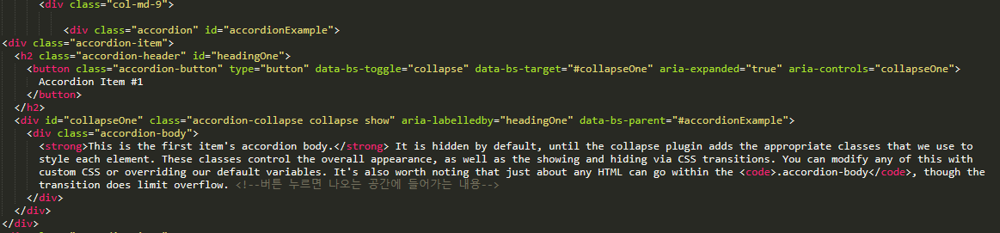 <div class="col-md-9">
<div class="accordion" id="accordionExample">
<div class="accordion-item">
<h2 class="accordion-header" id="headingOne">
<button class="accordion-button" type="button" data-bs-toggle="collapse" data-bs-target="#collapseOne" aria-expanded="true" aria-controls="collapseOne">
Accordion Item #1
</button>
</h2>
<div id="collapseOne" class="accordion-collapse collapse show" aria-labelledby="headingOne" data-bs-parent="#accordionExample">
<div class="accordion-body">
<strong>This is the first item's accordion body.</strong> It is hidden by default, until the collapse plugin adds the appropriate classes that we use to
style each element. These classes control the overall appearance, as well as the showing and hiding via CSS transitions. You can modify any of this with
custom CSS or overriding our default variables. It's also worth noting that just about any HTML can go within the <code>.accordion-body</code>, though the
transition does limit overflow. <!--버튼 누르면 나오는 공간에 들어가는 내용-->
</div>
</div>
</div>